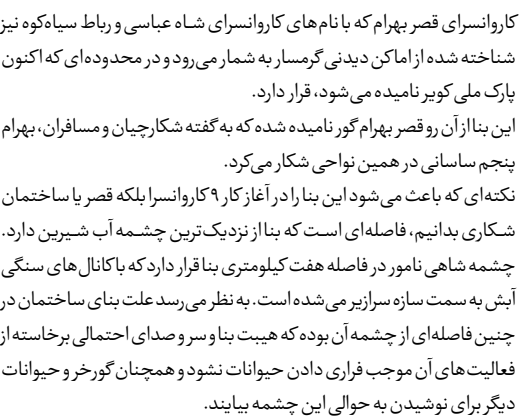 کاروانسرای قصر بهرام که با نام‌های کاروانسرای شاه عباسی و رباط سیاه‌کوه نیز
شناخته شده از اماکن دیدنی گرمسار به شمار می‌رود و در محدوده‌ای که اکنون
پارک ملی کویر نامیده می‌شود، قرار دارد.
این بنا از آن رو قصر بهرام گور نامیده شده که به گفته شکارچیان و مسافران، بهرام
پنجم ساسانی در همین نواحی شکار می‌کرد.
نکته‌ای که باعث می‌شود این بنا را در آغاز کار ۹ کاروانسرا بلکه قصر یا ساختمان
شکاری بدانیم، فاصله‌ای است که بنا از نزدیک‌ترین چشمه آب شیرین دارد.
چشمه شاهی نامور در فاصله هفت کیلومتری بنا قرار دارد که با کانال‌های سنگی
آبش به سمت سازه سرازیر می‌شده است. به نظر می‌رسد علت بنای ساختمان در
چنین فاصله‌ای از چشمه آن بوده که هیبت بنا و سر و صدای احتمالی برخاسته از
فعالیت‌های آن موجب فراری دادن حیوانات نشود و همچنان گورخر و حیوانات
دیگر برای نوشیدن به حوالی این چشمه بیایند.